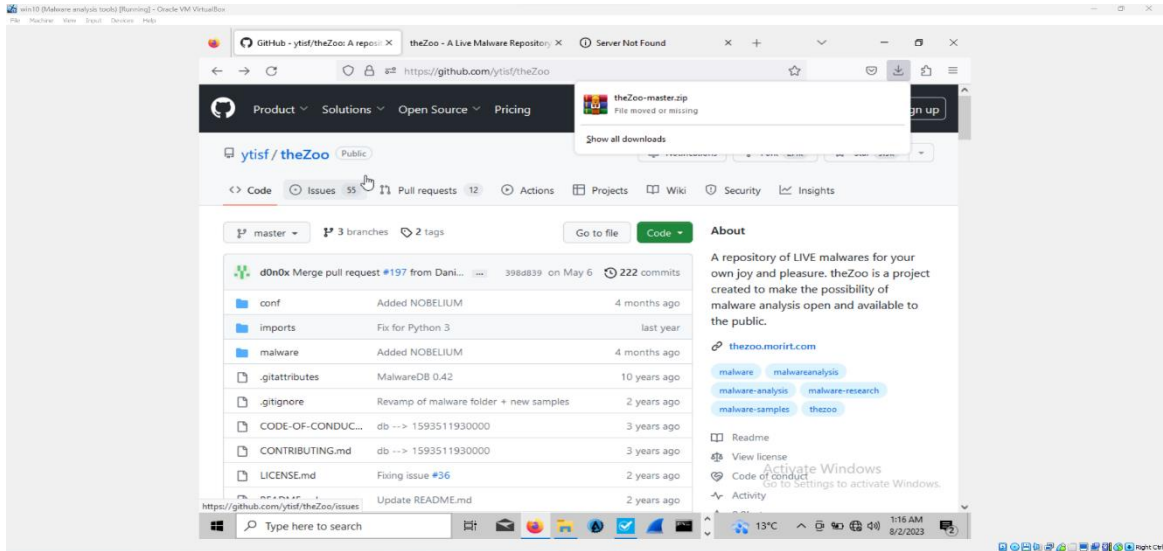 win10 (Malware analysis tools) [Running] - Oracle VM VirtualBox
File Machine View Input Devices Help
GitHub - ytisf/theZoo: A reposit
theZoo - A Live Malware Repository
Server Not Found
https://github.com/ytisf/theZoo
theZoo-master.zip
File moved or missing
Show all downloads
Product Solutions Open Source Pricing
gn up
ytisf / theZoo Public
Code Issues 55 Pull requests 12 Actions Projects Wiki Security Insights
master 3 branches 2 tags Go to file Code
d0n0x Merge pull request #197 from Dani... ... 398d839 on May 6 222 commits
conf Added NOBELIUM 4 months ago
imports Fix for Python 3 last year
malware Added NOBELIUM 4 months ago
.gitattributes MalwareDB 0.42 10 years ago
.gitignore Revamp of malware folder + new samples 2 years ago
CODE-OF-CONDUC... db --> 1593511930000 3 years ago
CONTRIBUTING.md db --> 1593511930000 3 years ago
LICENSE.md Fixing issue #36 2 years ago
Update README.md 2 years ago
About
A repository of LIVE malwares for your
own joy and pleasure. theZoo is a project
created to make the possibility of
malware analysis open and available to
the public.
thezoo.morirt.com
malware malwareanalysis
malware-analysis malware-research
malware-samples thezoo
Readme
View license
Code of conduct
Activity
Activate Windows
Go to Settings to activate Windows.
https://github.com/ytisf/theZoo/issues
Type here to search
13°C
1:16 AM
8/2/2023
2
Right Ctrl